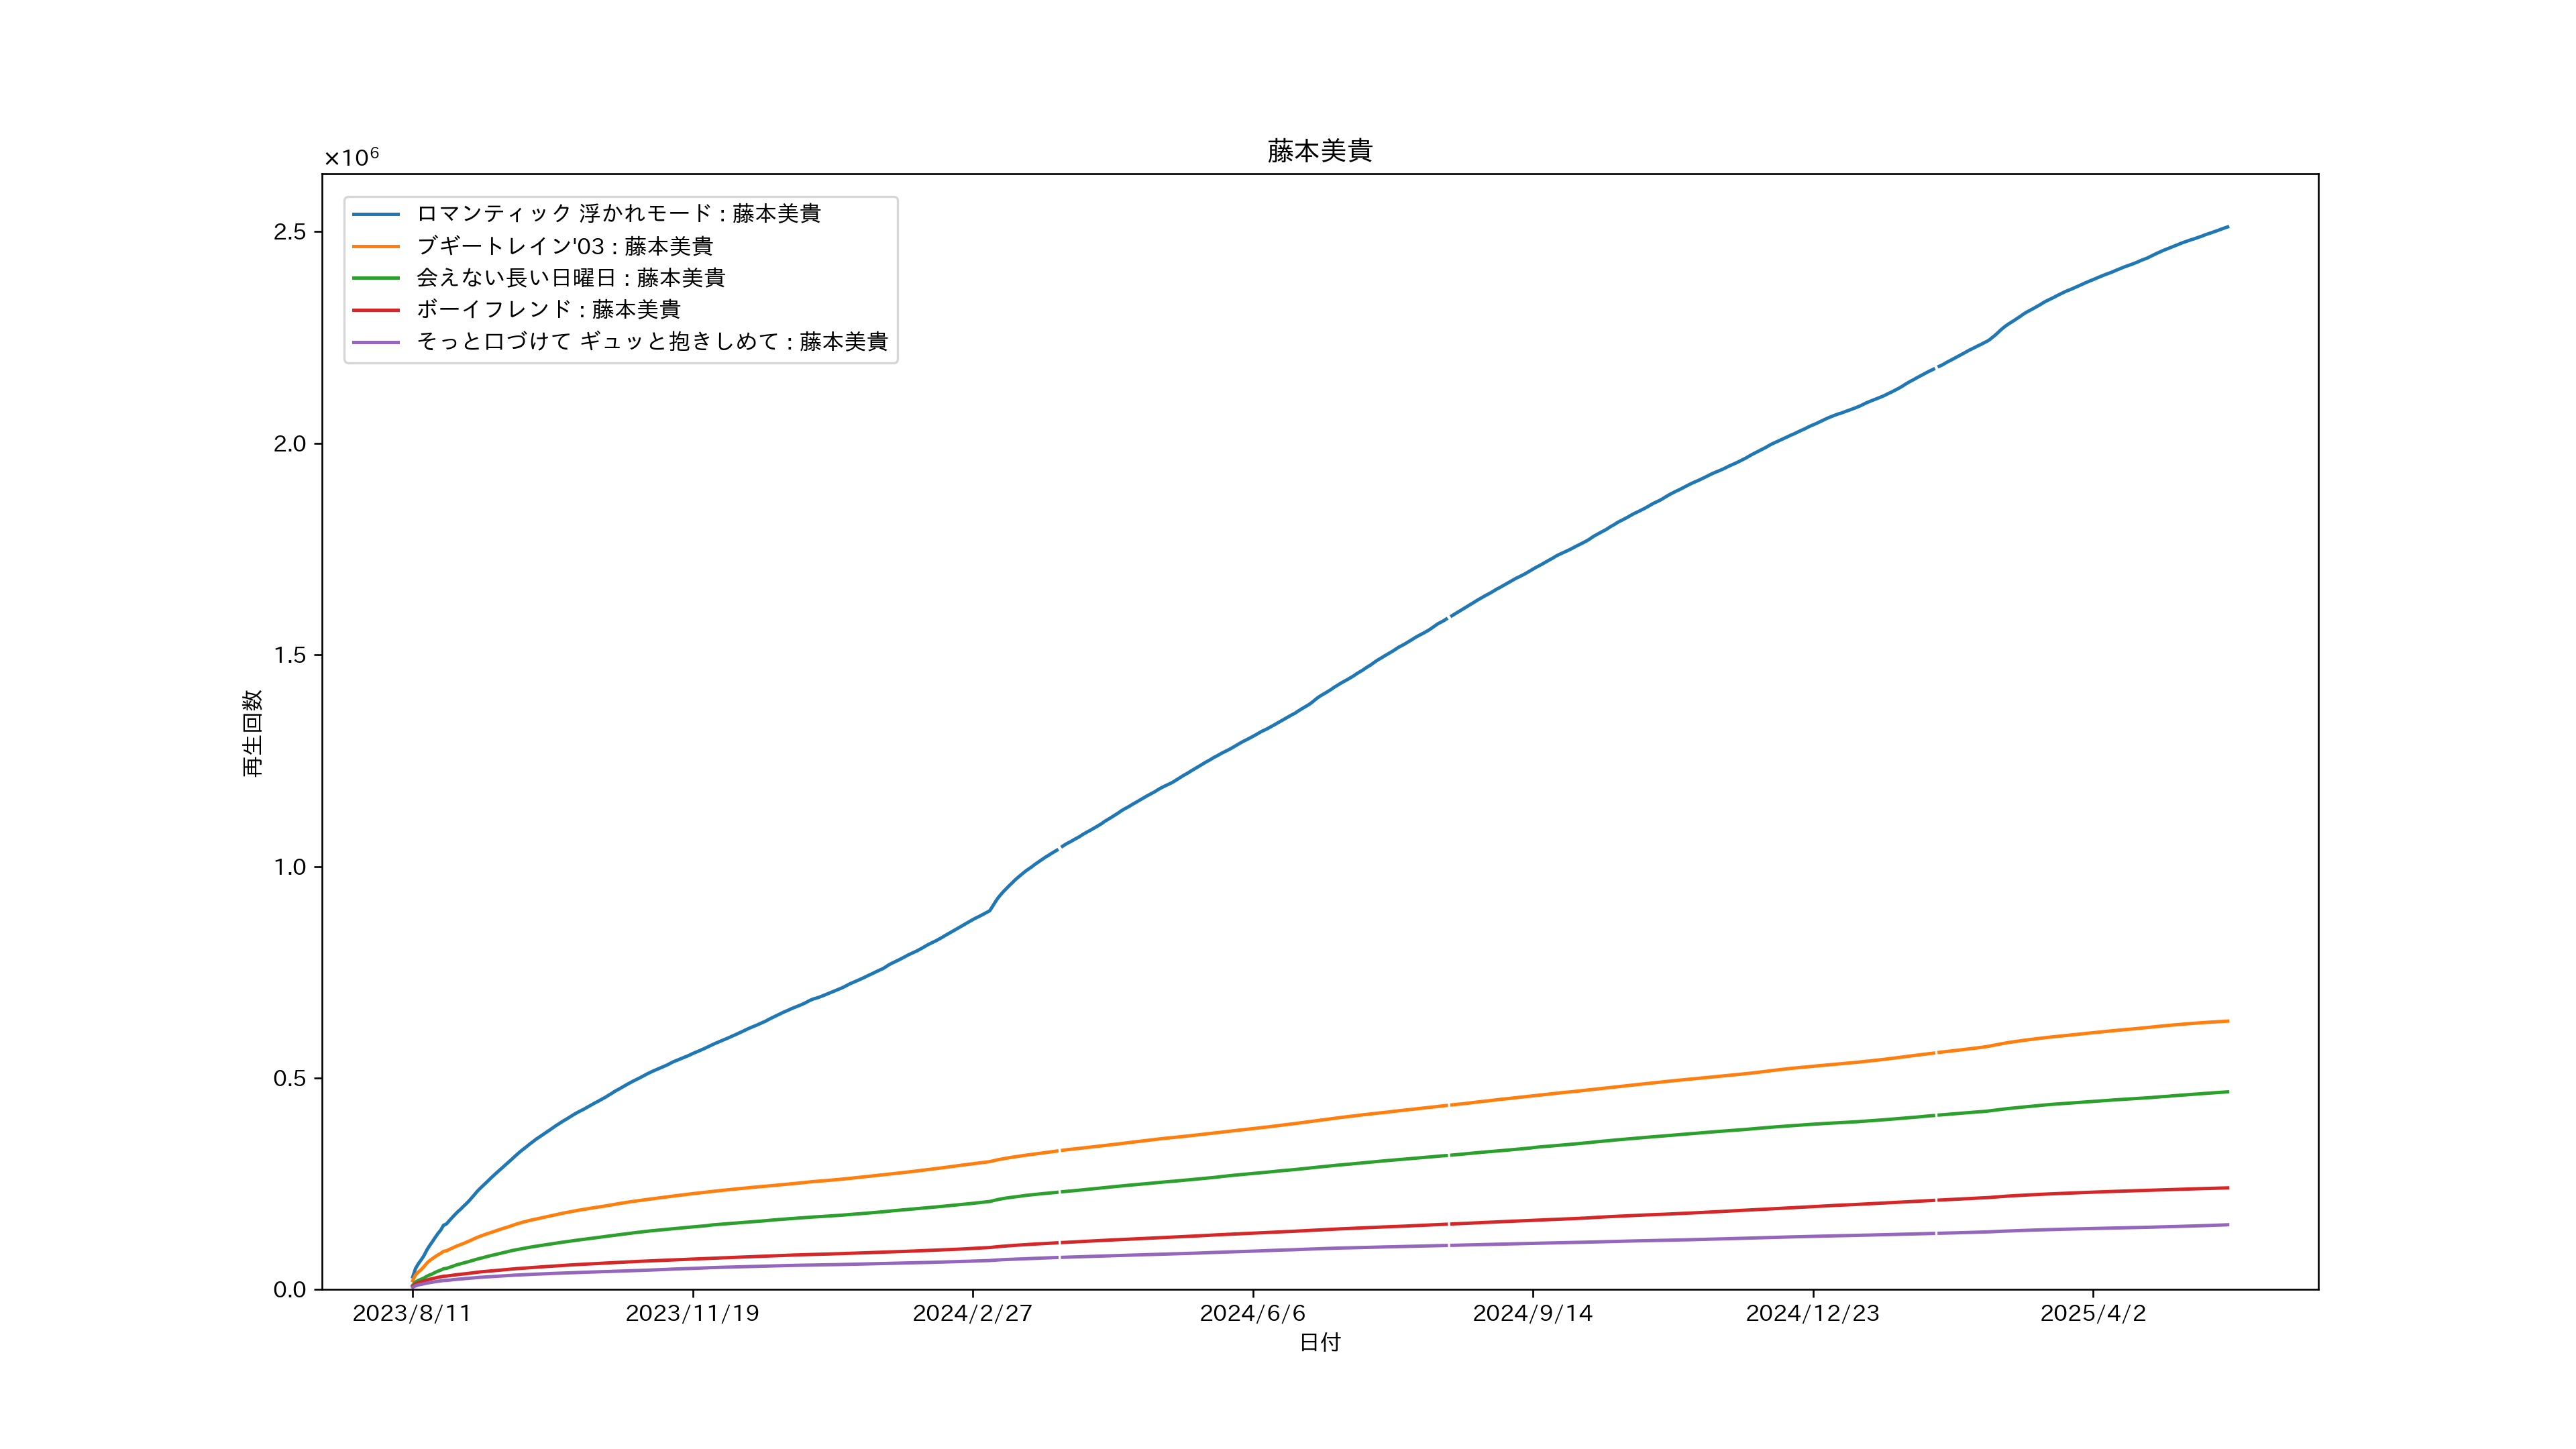 藤本美貴
×10⁶
ロマンティック 浮かれモード : 藤本美貴
ブギートレイン'03 : 藤本美貴
会えない長い日曜日 : 藤本美貴
ボーイフレンド : 藤本美貴
そっと口づけて ギュッと抱きしめて : 藤本美貴
2.5
2.0
1.5
1.0
0.5
0.0
再生回数
2023/8/11 2023/11/19 2024/2/27 2024/6/6 2024/9/14 2024/12/23 2025/4/2
日付